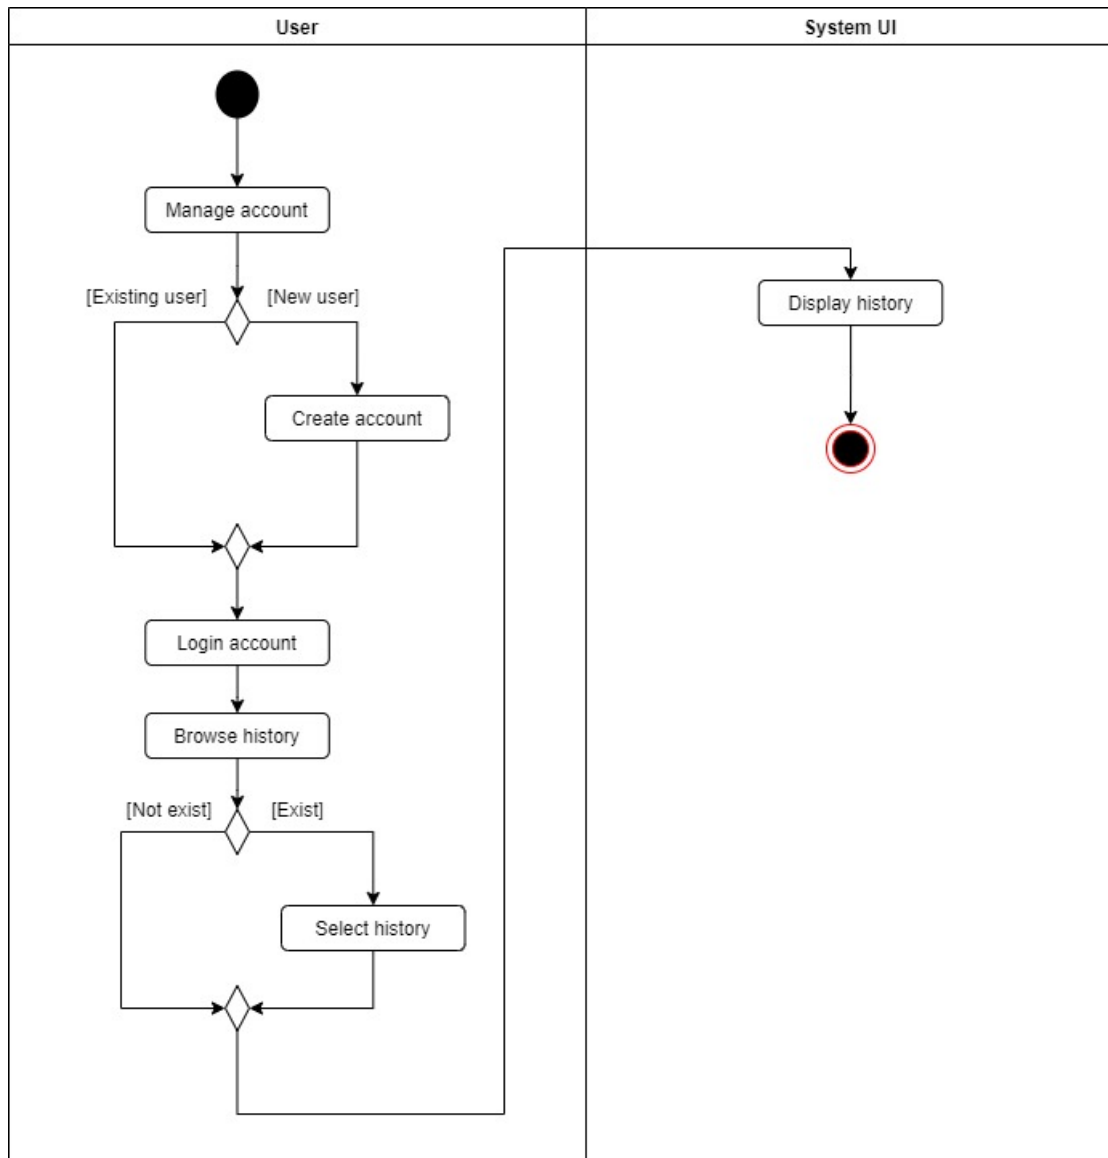 User
System UI
Manage account
[Existing user]
[New user]
Display history
Create account
Login account
Browse history
[Not exist]
[Exist]
Select history